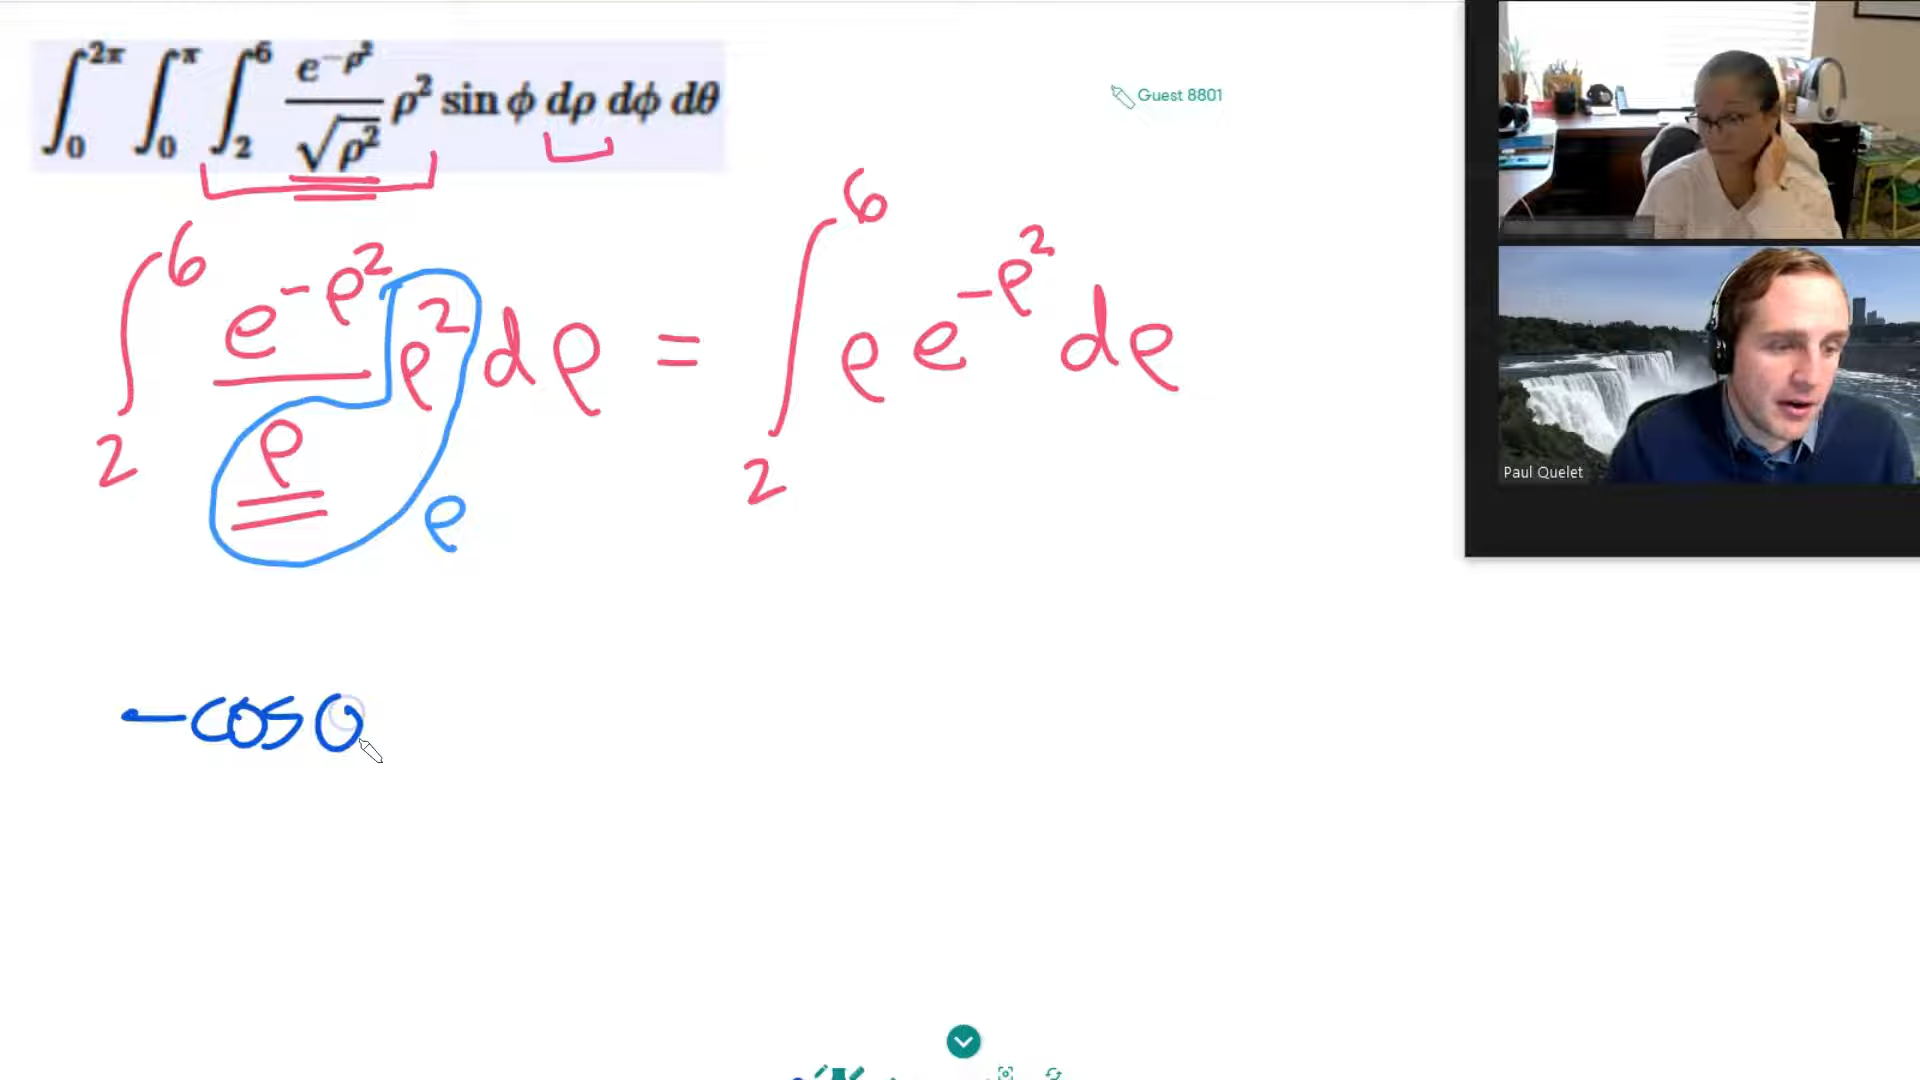 ∫₀^{2π} ∫₀^{π} ∫₂^{6} e^{-ρ²}/√ρ² ρ² sin ϕ dρ dϕ dθ
Guest 8801
∫₂^{6} e^{-ρ²}/ρ ρ² dρ = ∫₂^{6} ρ e^{-ρ²} dρ
ρ
-cos O
Paul Quelet